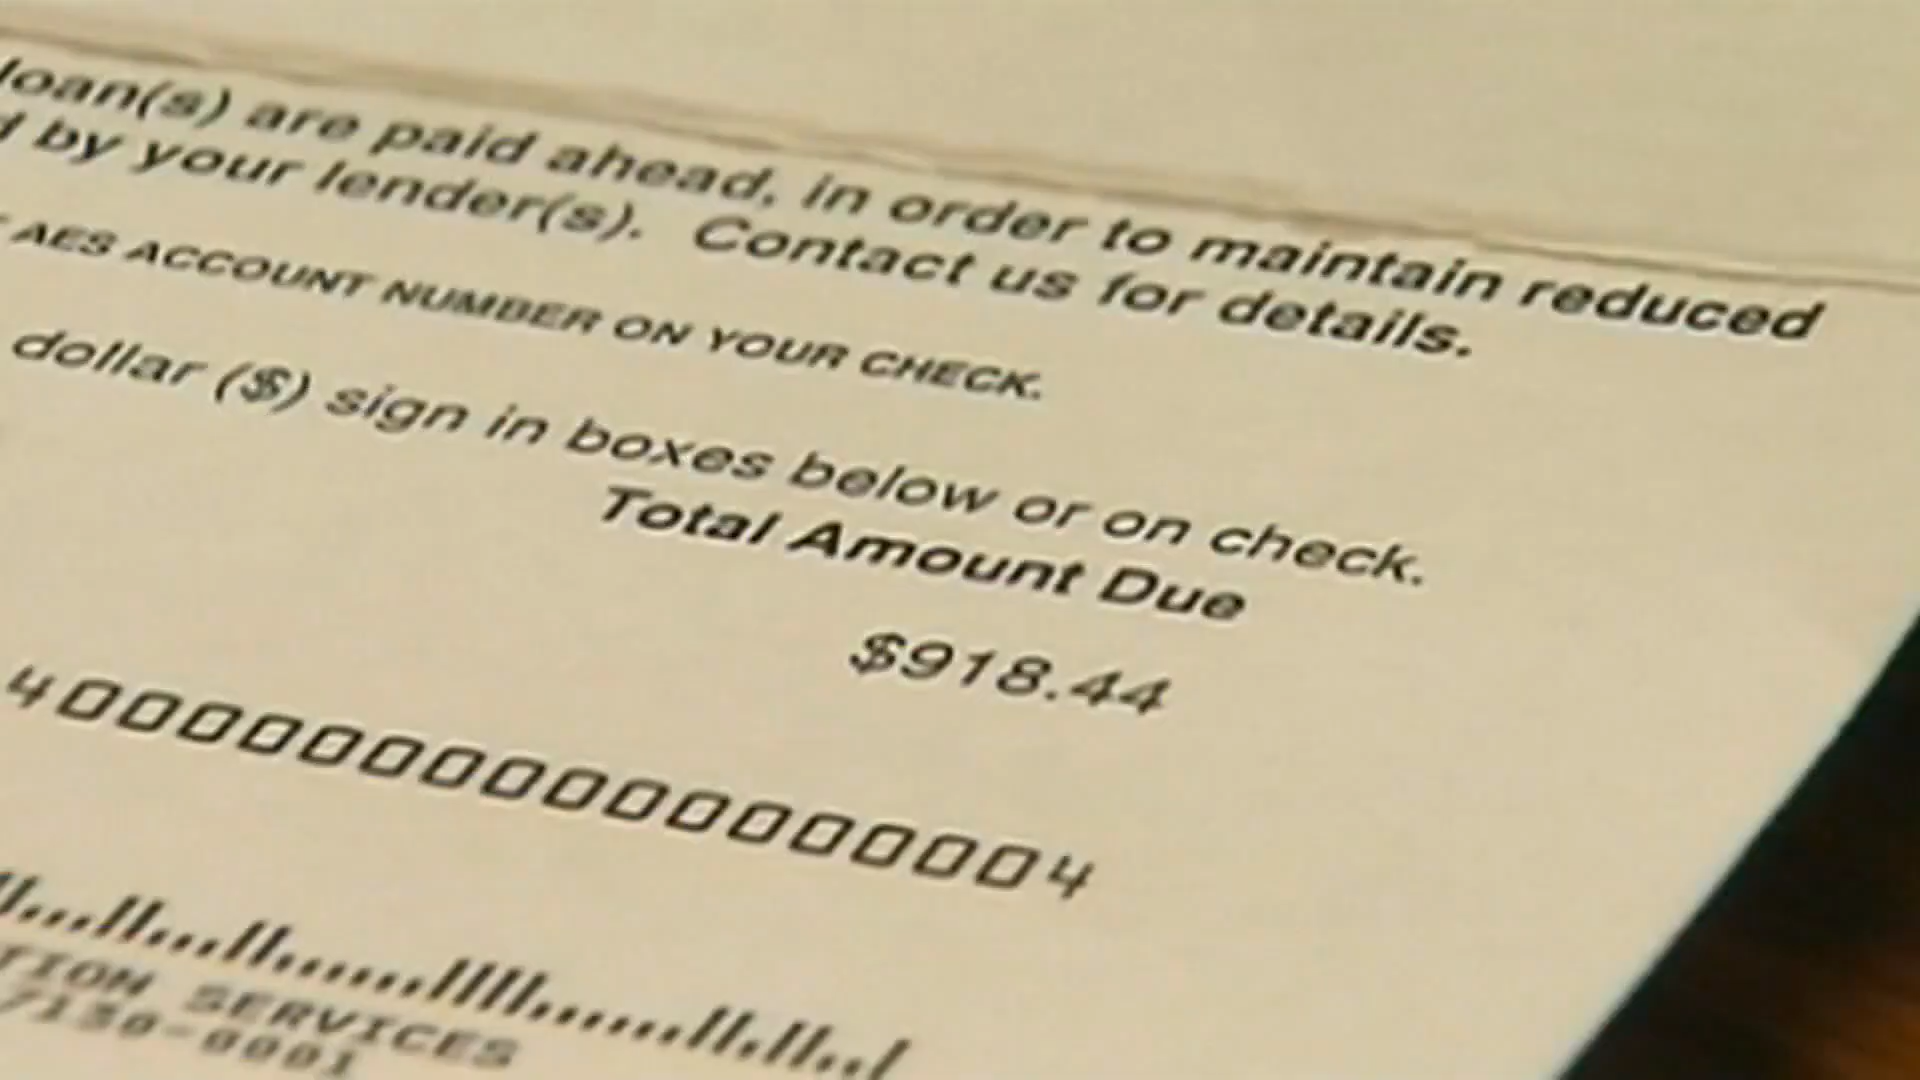 loan(s) are paid ahead, in order to maintain reduced
by your lender(s). Contact us for details.
AES ACCOUNT NUMBER ON YOUR CHECK.
dollar ($) sign in boxes below or on check.
Total Amount Due
$918.44
4000000000000000004
TION SERVICES
7130-0001